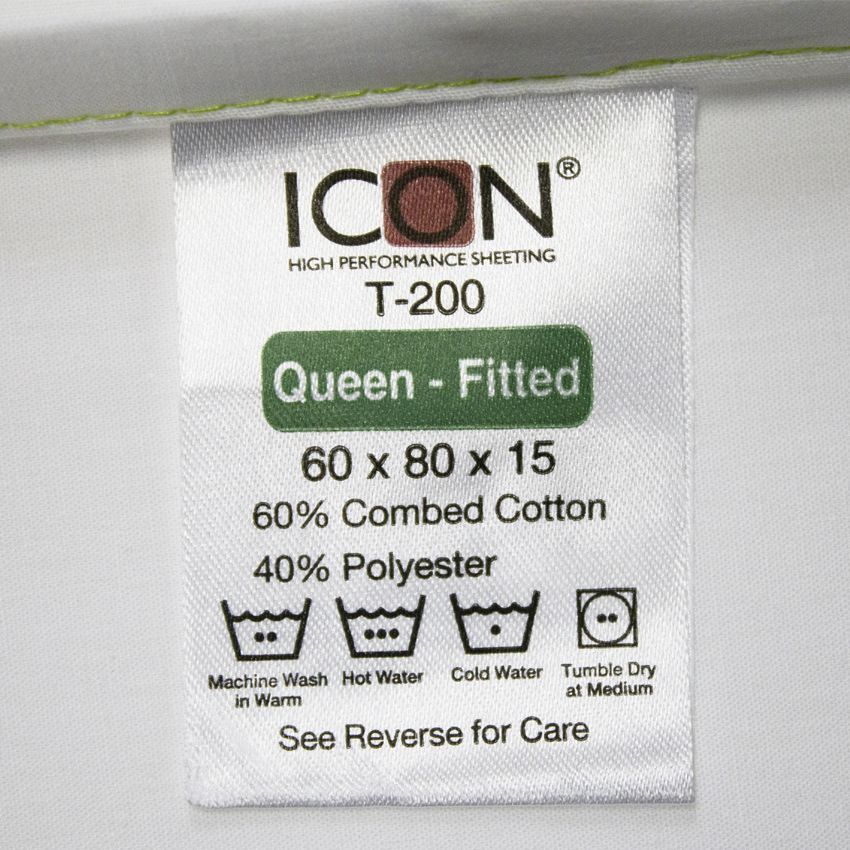 ICON®
HIGH PERFORMANCE SHEETING
T-200
Queen - Fitted
60 x 80 x 15
60% Combed Cotton
40% Polyester
Machine Wash
in Warm
Hot Water
Cold Water
Tumble Dry
at Medium
See Reverse for Care